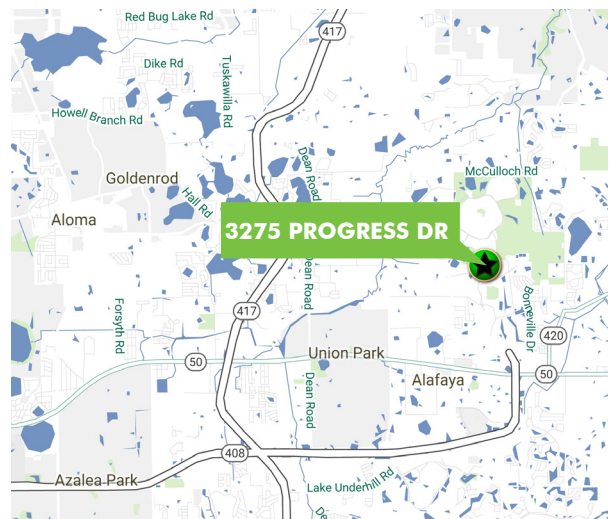 Red Bug Lake Rd
417
Dike Rd
Tuskawilla Rd
Howell Branch Rd
Dean Road
McCulloch Rd
Goldenrod
Hall Rd
Aloma
3275 PROGRESS DR
Dean Road
417
Forsyth Rd
Bonneville Dr
420
Union Park
50
50
Alafaya
Dean Road
408
Azalea Park
Lake Underhill Rd